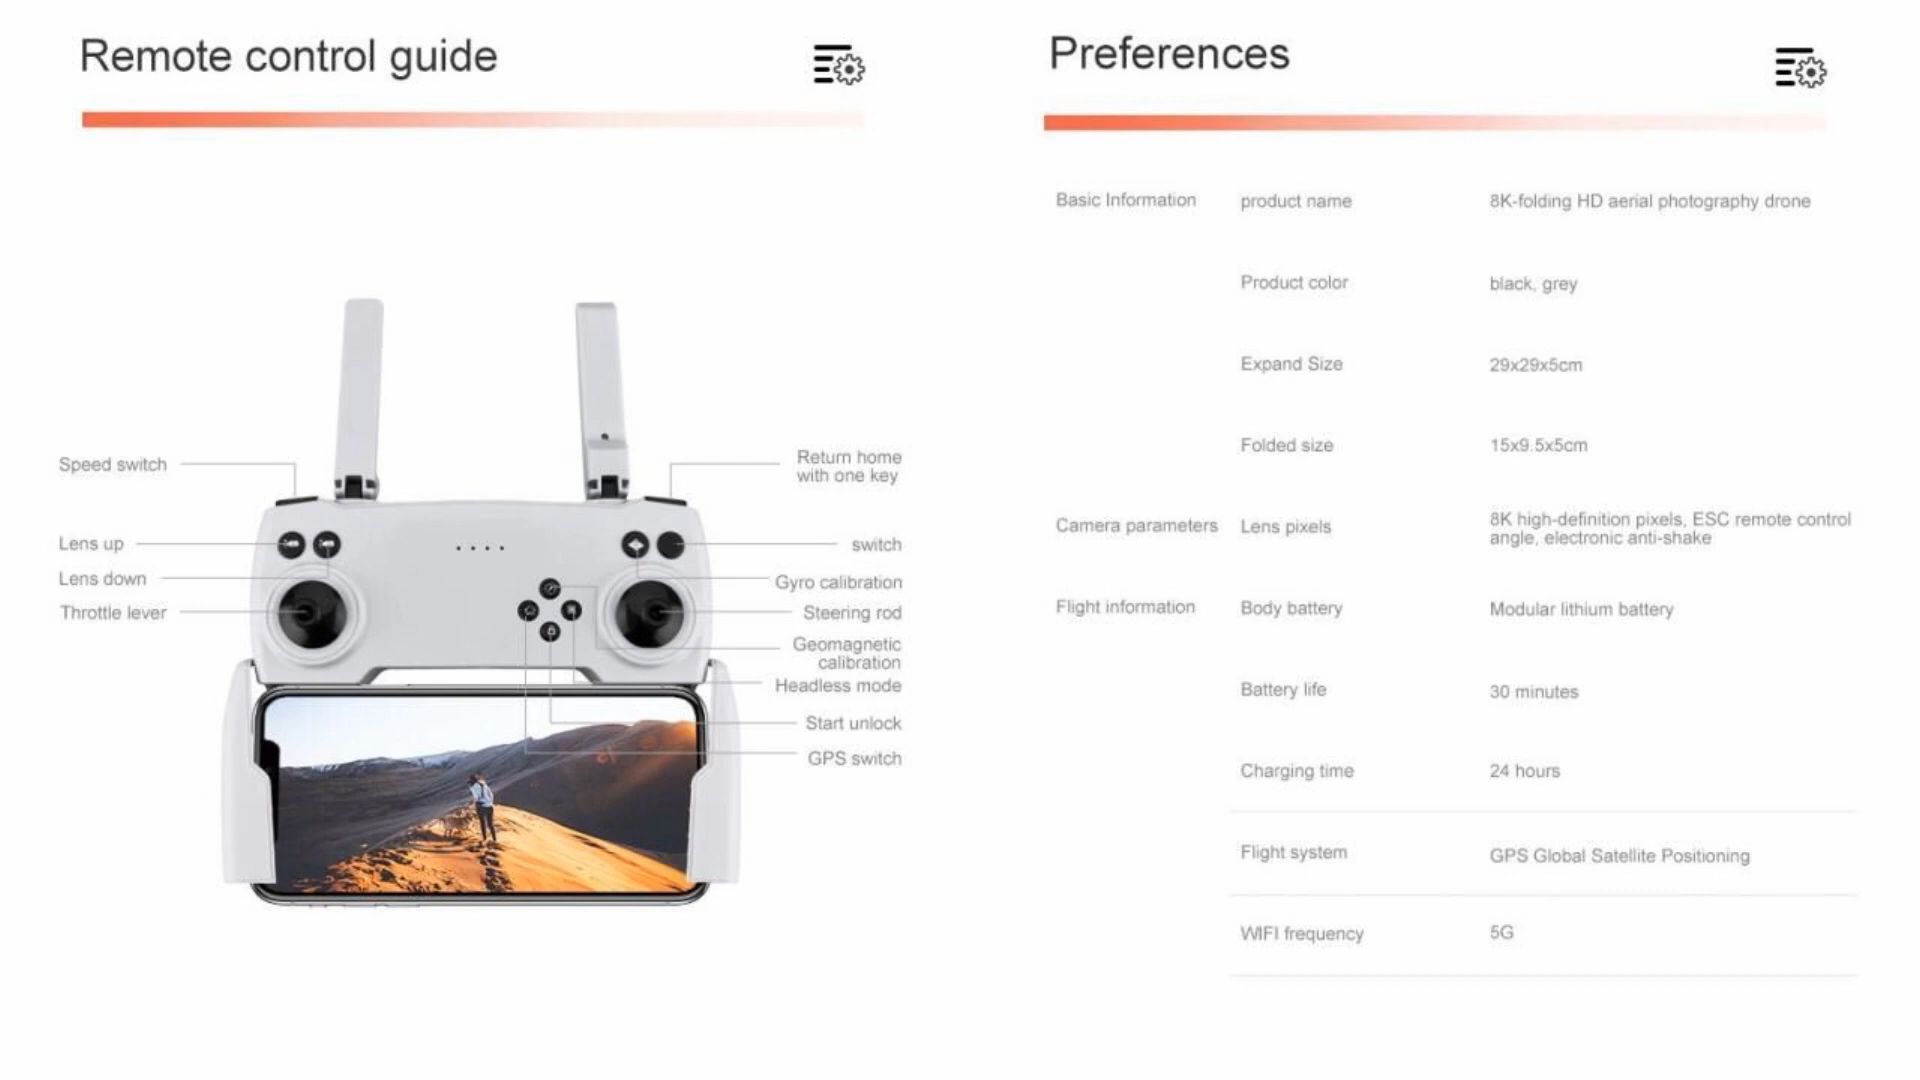 Remote control guide
Speed switch
Lens up
Lens down
Throttle lever
Return home
with one key
switch
Gyro calibration
Steering rod
Geomagnetic
calibration
Headless mode
Start unlock
GPS switch
Preferences
Basic Information product name 8K-folding HD aerial photography drone
Product color black, grey
Expand Size 29x29x5cm
Folded size 15x9.5x5cm
Camera parameters Lens pixels 8K high-definition pixels, ESC remote control
angle, electronic anti-shake
Flight information Body battery Modular lithium battery
Battery life 30 minutes
Charging time 24 hours
Flight system GPS Global Satellite Positioning
WIFI frequency 5G